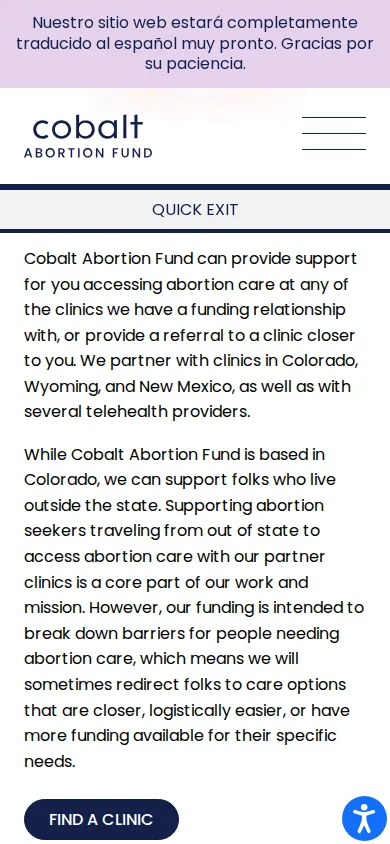 Nuestro sitio web estará completamente
traducido al español muy pronto. Gracias por
su paciencia.
cobalt
ABORTION FUND
QUICK EXIT
Cobalt Abortion Fund can provide support
for you accessing abortion care at any of
the clinics we have a funding relationship
with, or provide a referral to a clinic closer
to you. We partner with clinics in Colorado,
Wyoming, and New Mexico, as well as with
several telehealth providers.
While Cobalt Abortion Fund is based in
Colorado, we can support folks who live
outside the state. Supporting abortion
seekers traveling from out of state to
access abortion care with our partner
clinics is a core part of our work and
mission. However, our funding is intended to
break down barriers for people needing
abortion care, which means we will
sometimes redirect folks to care options
that are closer, logistically easier, or have
more funding available for their specific
needs.
FIND A CLINIC